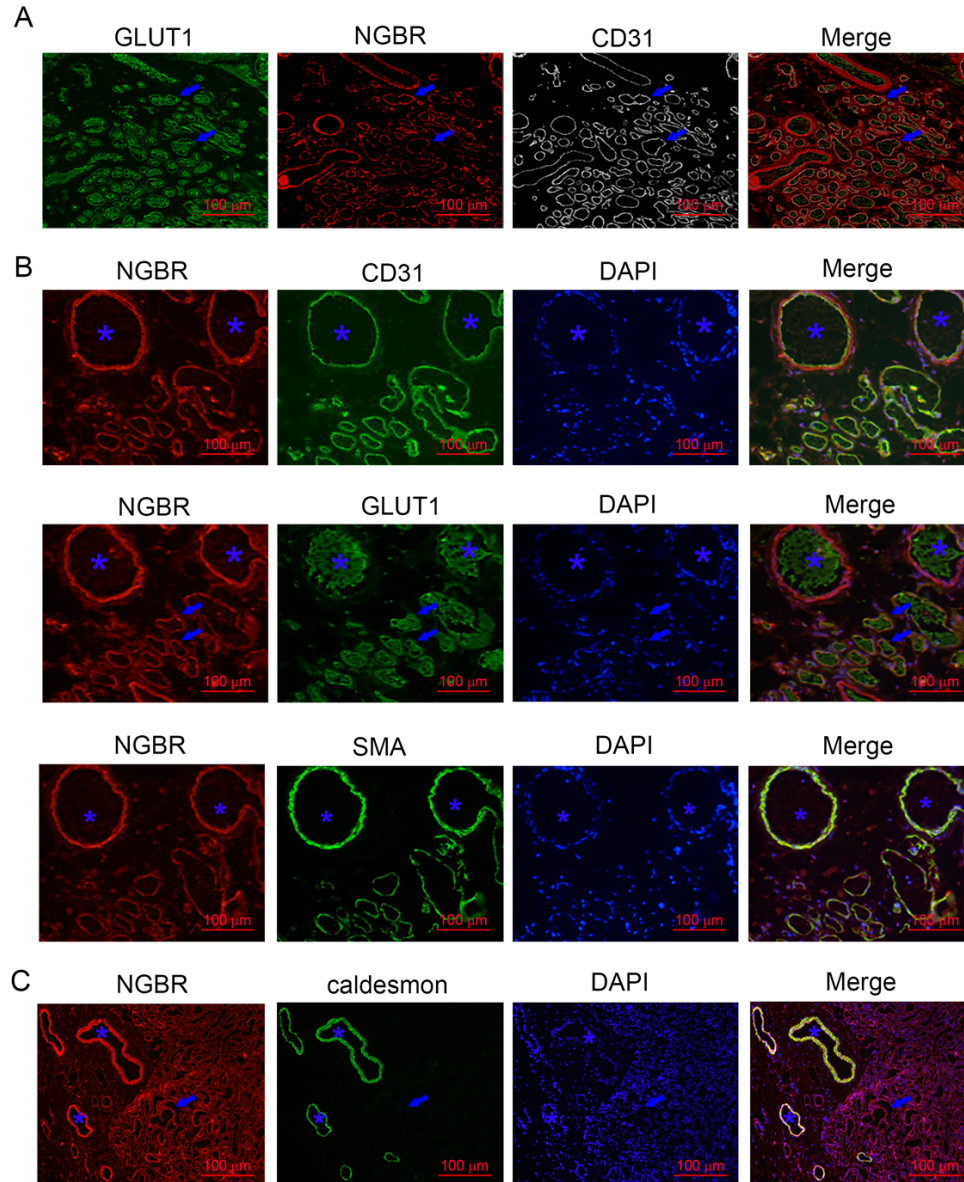 A
GLUT1 NGBR CD31 Merge
100 µm 100 µm 100 µm 100 µm
B
NGBR CD31 DAPI Merge
* * * * * * * *
100 µm 100 µm 100 µm 100 µm
NGBR GLUT1 DAPI Merge
* * * * * * * *
100 µm 100 µm 100 µm 100 µm
NGBR SMA DAPI Merge
* * * * * * * *
100 µm 100 µm 100 µm 100 µm
C
NGBR caldesmon DAPI Merge
* * * * * * * *
100 µm 100 µm 100 µm 100 µm